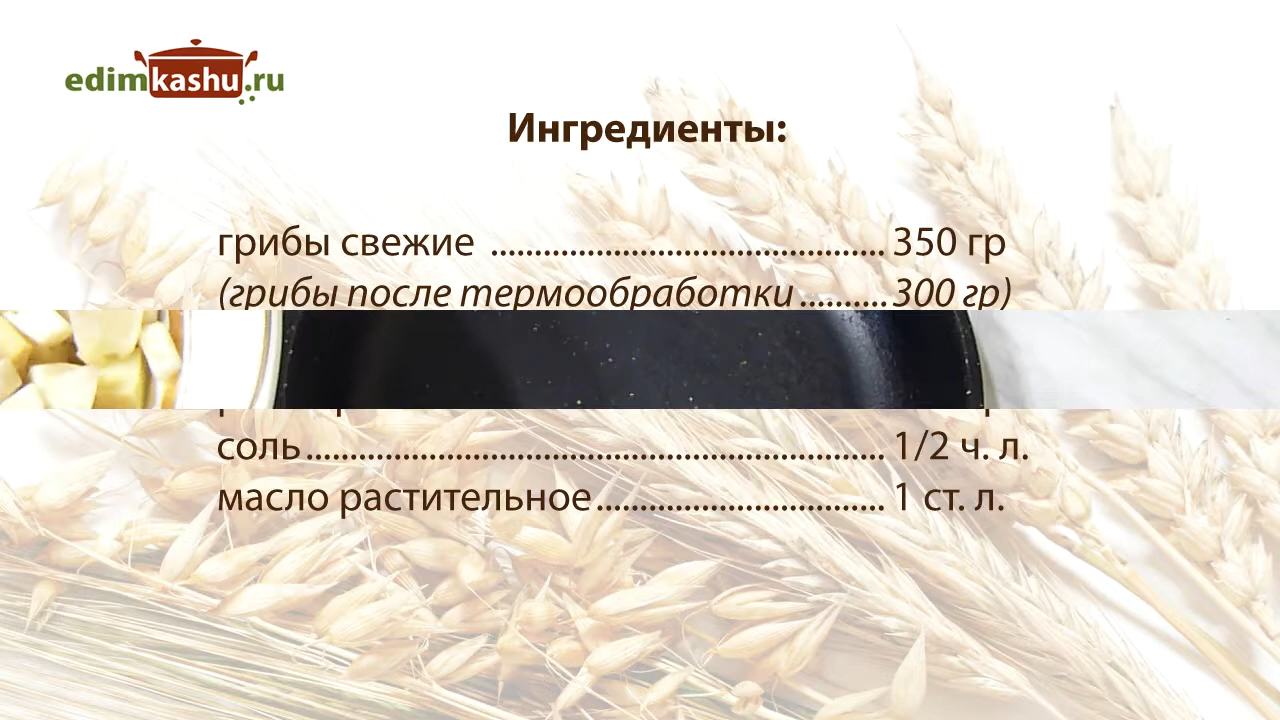 edimkashu.ru
Ингредиенты:
грибы свежие ............................................. 350 гр
(грибы после термообработки .......... 300 гр)
соль.................................................................. 1/2 ч. л.
масло растительное................................. 1 ст. л.